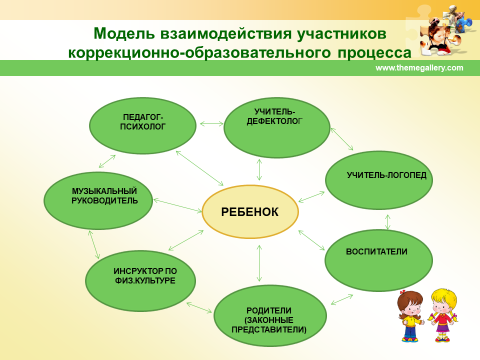 Модель взаимодействия участников
коррекционно-образовательного процесса
www.themegallery.com
ПЕДАГОГ-
ПСИХОЛОГ
УЧИТЕЛЬ-
ДЕФЕКТОЛОГ
МУЗЫКАЛЬНЫЙ
РУКОВОДИТЕЛЬ
УЧИТЕЛЬ-ЛОГОПЕД
РЕБЕНОК
ИНСРУКТОР ПО
ФИЗ.КУЛЬТУРЕ
ВОСПИТАТЕЛИ
РОДИТЕЛИ
(ЗАКОННЫЕ
ПРЕДСТАВИТЕЛИ)